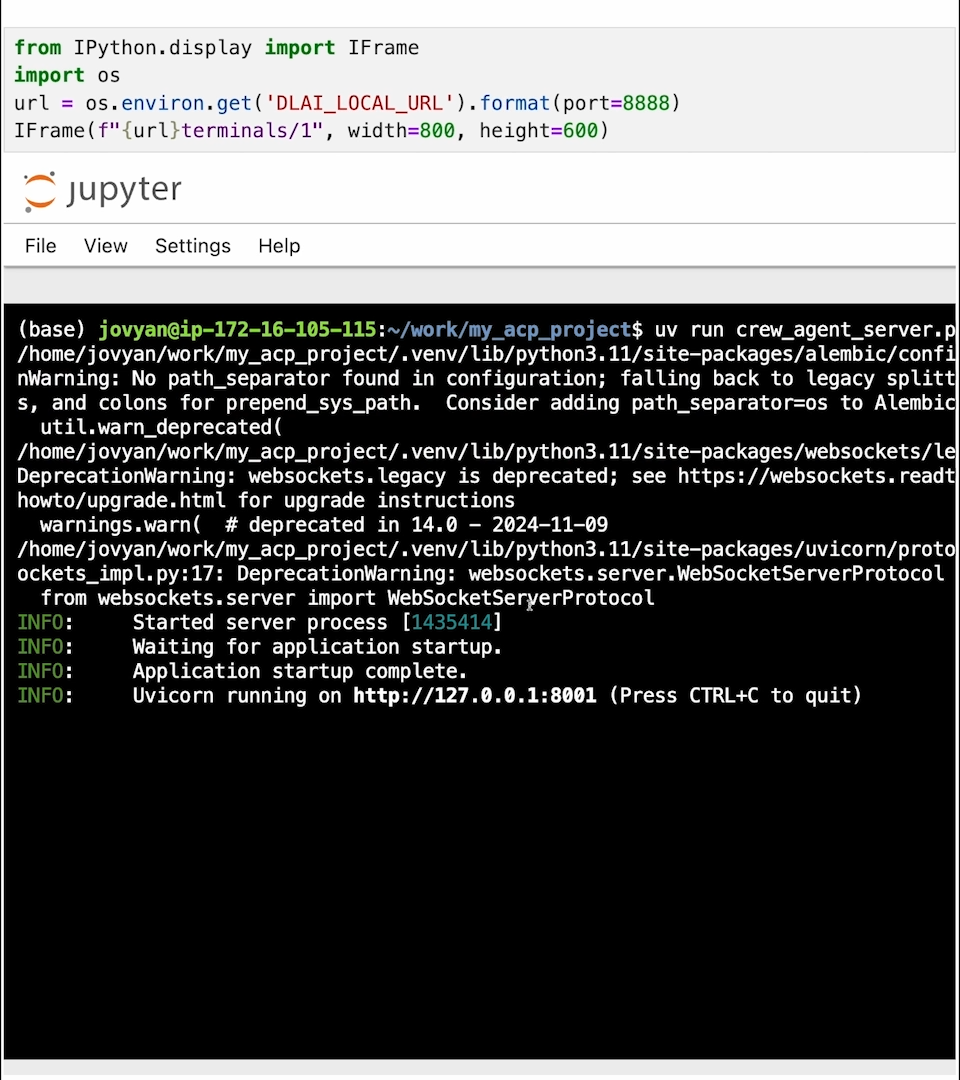 from IPython.display import IFrame
import os
url = os.environ.get('DLAI_LOCAL_URL').format(port=8888)
IFrame(f"{url}terminals/1", width=800, height=600)
jupyter
File View Settings Help
(base) jovyan@ip-172-16-105-115:~/work/my_acp_project$ uv run crew_agent_server.p
/home/jovyan/work/my_acp_project/.venv/lib/python3.11/site-packages/alembic/confi
nWarning: No path_separator found in configuration; falling back to legacy splitt
s, and colons for prepend_sys_path.  Consider adding path_separator=os to Alembic
  util.warn_deprecated(
/home/jovyan/work/my_acp_project/.venv/lib/python3.11/site-packages/websockets/le
DeprecationWarning: websockets.legacy is deprecated; see https://websockets.readt
howto/upgrade.html for upgrade instructions
  warnings.warn(  # deprecated in 14.0 - 2024-11-09
/home/jovyan/work/my_acp_project/.venv/lib/python3.11/site-packages/uvicorn/proto
ockets_impl.py:17: DeprecationWarning: websockets.server.WebSocketServerProtocol
  from websockets.server import WebSocketServerProtocol
INFO:     Started server process [1435414]
INFO:     Waiting for application startup.
INFO:     Application startup complete.
INFO:     Uvicorn running on http://127.0.0.1:8001 (Press CTRL+C to quit)